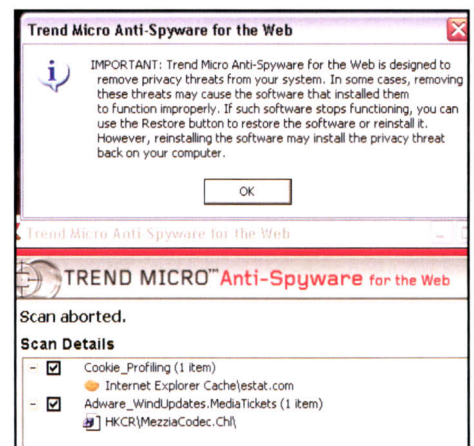 Trend Micro Anti-Spyware for the Web
IMPORTANT: Trend Micro Anti-Spyware for the Web is designed to
remove privacy threats from your system. In some cases, removing
these threats may cause the software that installed them
to function improperly. If such software stops functioning, you can
use the Restore button to restore the software or reinstall it.
However, reinstalling the software may install the privacy threat
back on your computer.
OK
Trend Micro Anti-Spyware for the Web
TREND MICRO™ Anti-Spyware for the Web
Scan aborted.
Scan Details
Cookie_Profiling (1 item)
Internet Explorer Cache\estat.com
Adware_WindUpdates.MediaTickets (1 item)
HKCR\MezziaCodec.Chl\